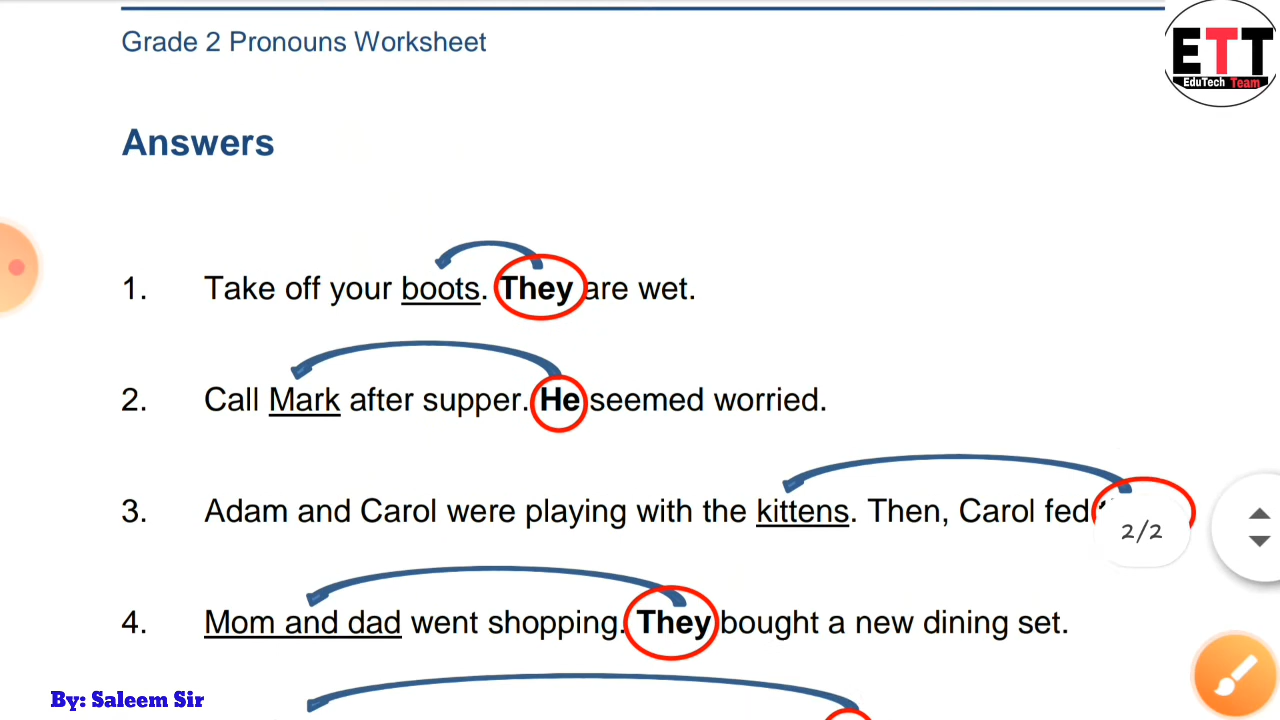 ETT
EduTech Team
Grade 2 Pronouns Worksheet
Answers
1. Take off your boots. They are wet.
2. Call Mark after supper. He seemed worried.
3. Adam and Carol were playing with the kittens. Then, Carol fed
2/2
4. Mom and dad went shopping. They bought a new dining set.
By: Saleem Sir